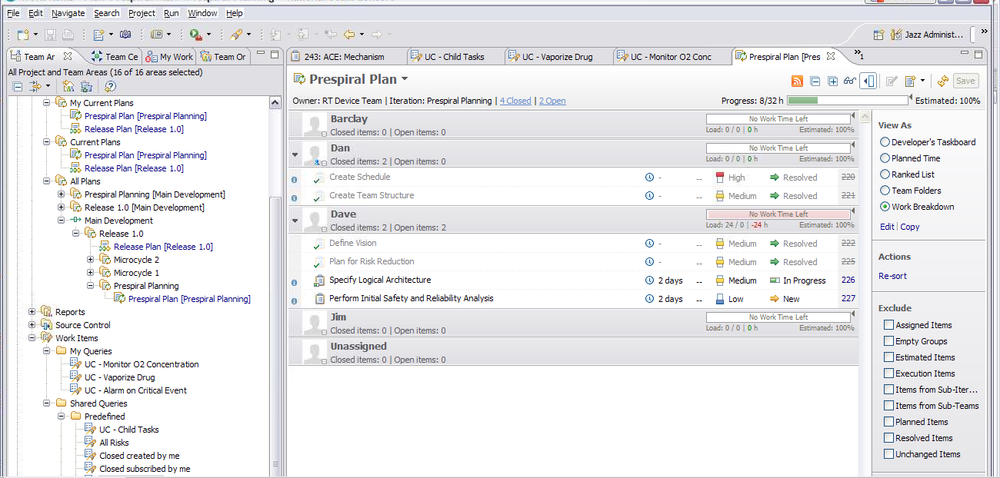 File Edit Navigate Search Project Run Window Help
Jazz Administ...
Team Ar Team Ce My Work Team Or
All Project and Team Areas (16 of 16 areas selected)
My Current Plans
Prespiral Plan [Prespiral Planning]
Release Plan [Release 1.0]
Current Plans
Prespiral Plan [Prespiral Planning]
Release Plan [Release 1.0]
All Plans
Prespiral Planning [Main Development]
Release 1.0 [Main Development]
Main Development
Release 1.0
Release Plan [Release 1.0]
Microcycle 2
Microcycle 1
Prespiral Planning
Prespiral Plan [Prespiral Planning]
Reports
Source Control
Work Items
My Queries
UC - Monitor O2 Concentration
UC - Vaporize Drug
UC - Alarm on Critical Event
Shared Queries
Predefined
UC - Child Tasks
All Risks
Closed created by me
Closed subscribed by me
243: ACE: Mechanism UC - Child Tasks UC - Vaporize Drug UC - Monitor O2 Conc Prespiral Plan [Pres »1
Prespiral Plan
Save
Owner: RT Device Team | Iteration: Prespiral Planning | 4 Closed | 2 Open Progress: 8/32 h Estimated: 100%
Barclay No Work Time Left
Closed items: 0 | Open items: 0 Load: 0 / 0 | 0 h Estimated: 100%
Dan No Work Time Left
Closed items: 2 | Open items: 0 Load: 0 / 0 | 0 h Estimated: 100%
Create Schedule - -- High Resolved 220
Create Team Structure - -- Medium Resolved 221
Dave No Work Time Left
Closed items: 2 | Open items: 2 Load: 24 / 0 | -24 h Estimated: 100%
Define Vision - -- Medium Resolved 222
Plan for Risk Reduction - -- Medium Resolved 225
Specify Logical Architecture 2 days -- Medium In Progress 226
Perform Initial Safety and Reliability Analysis 2 days -- Low New 227
Jim No Work Time Left
Closed items: 0 | Open items: 0 Load: 0 / 0 | 0 h Estimated: 100%
Unassigned
Closed items: 0 | Open items: 0
View As
Developer's Taskboard
Planned Time
Ranked List
Team Folders
Work Breakdown
Edit | Copy
Actions
Re-sort
Exclude
Assigned Items
Empty Groups
Estimated Items
Execution Items
Items from Sub-Iter...
Items from Sub-Teams
Planned Items
Resolved Items
Unchanged Items